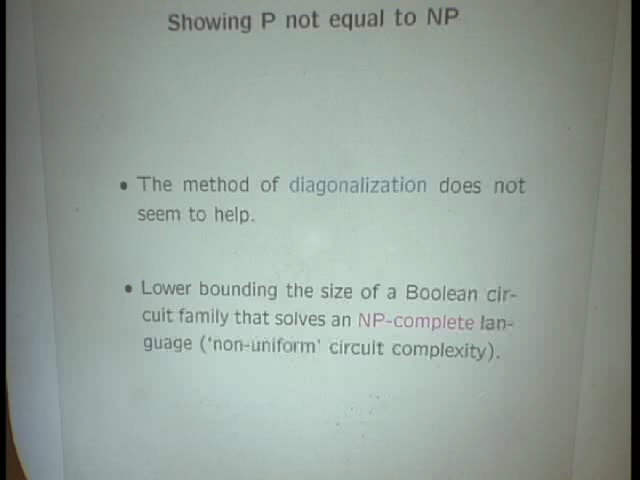 Showing P not equal to NP
• The method of diagonalization does not
seem to help.
• Lower bounding the size of a Boolean cir-
cuit family that solves an NP-complete lan-
guage ('non-uniform' circuit complexity).